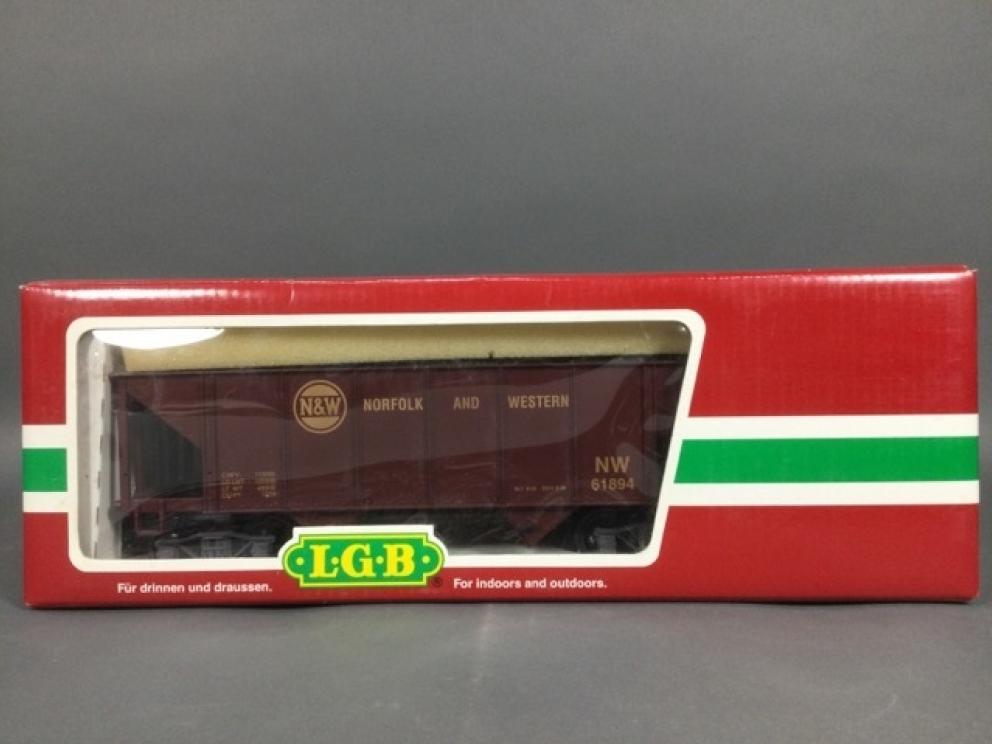 N&W NORFOLK AND WESTERN
NW
61894
L·G·B®
Für drinnen und draussen.
For indoors and outdoors.